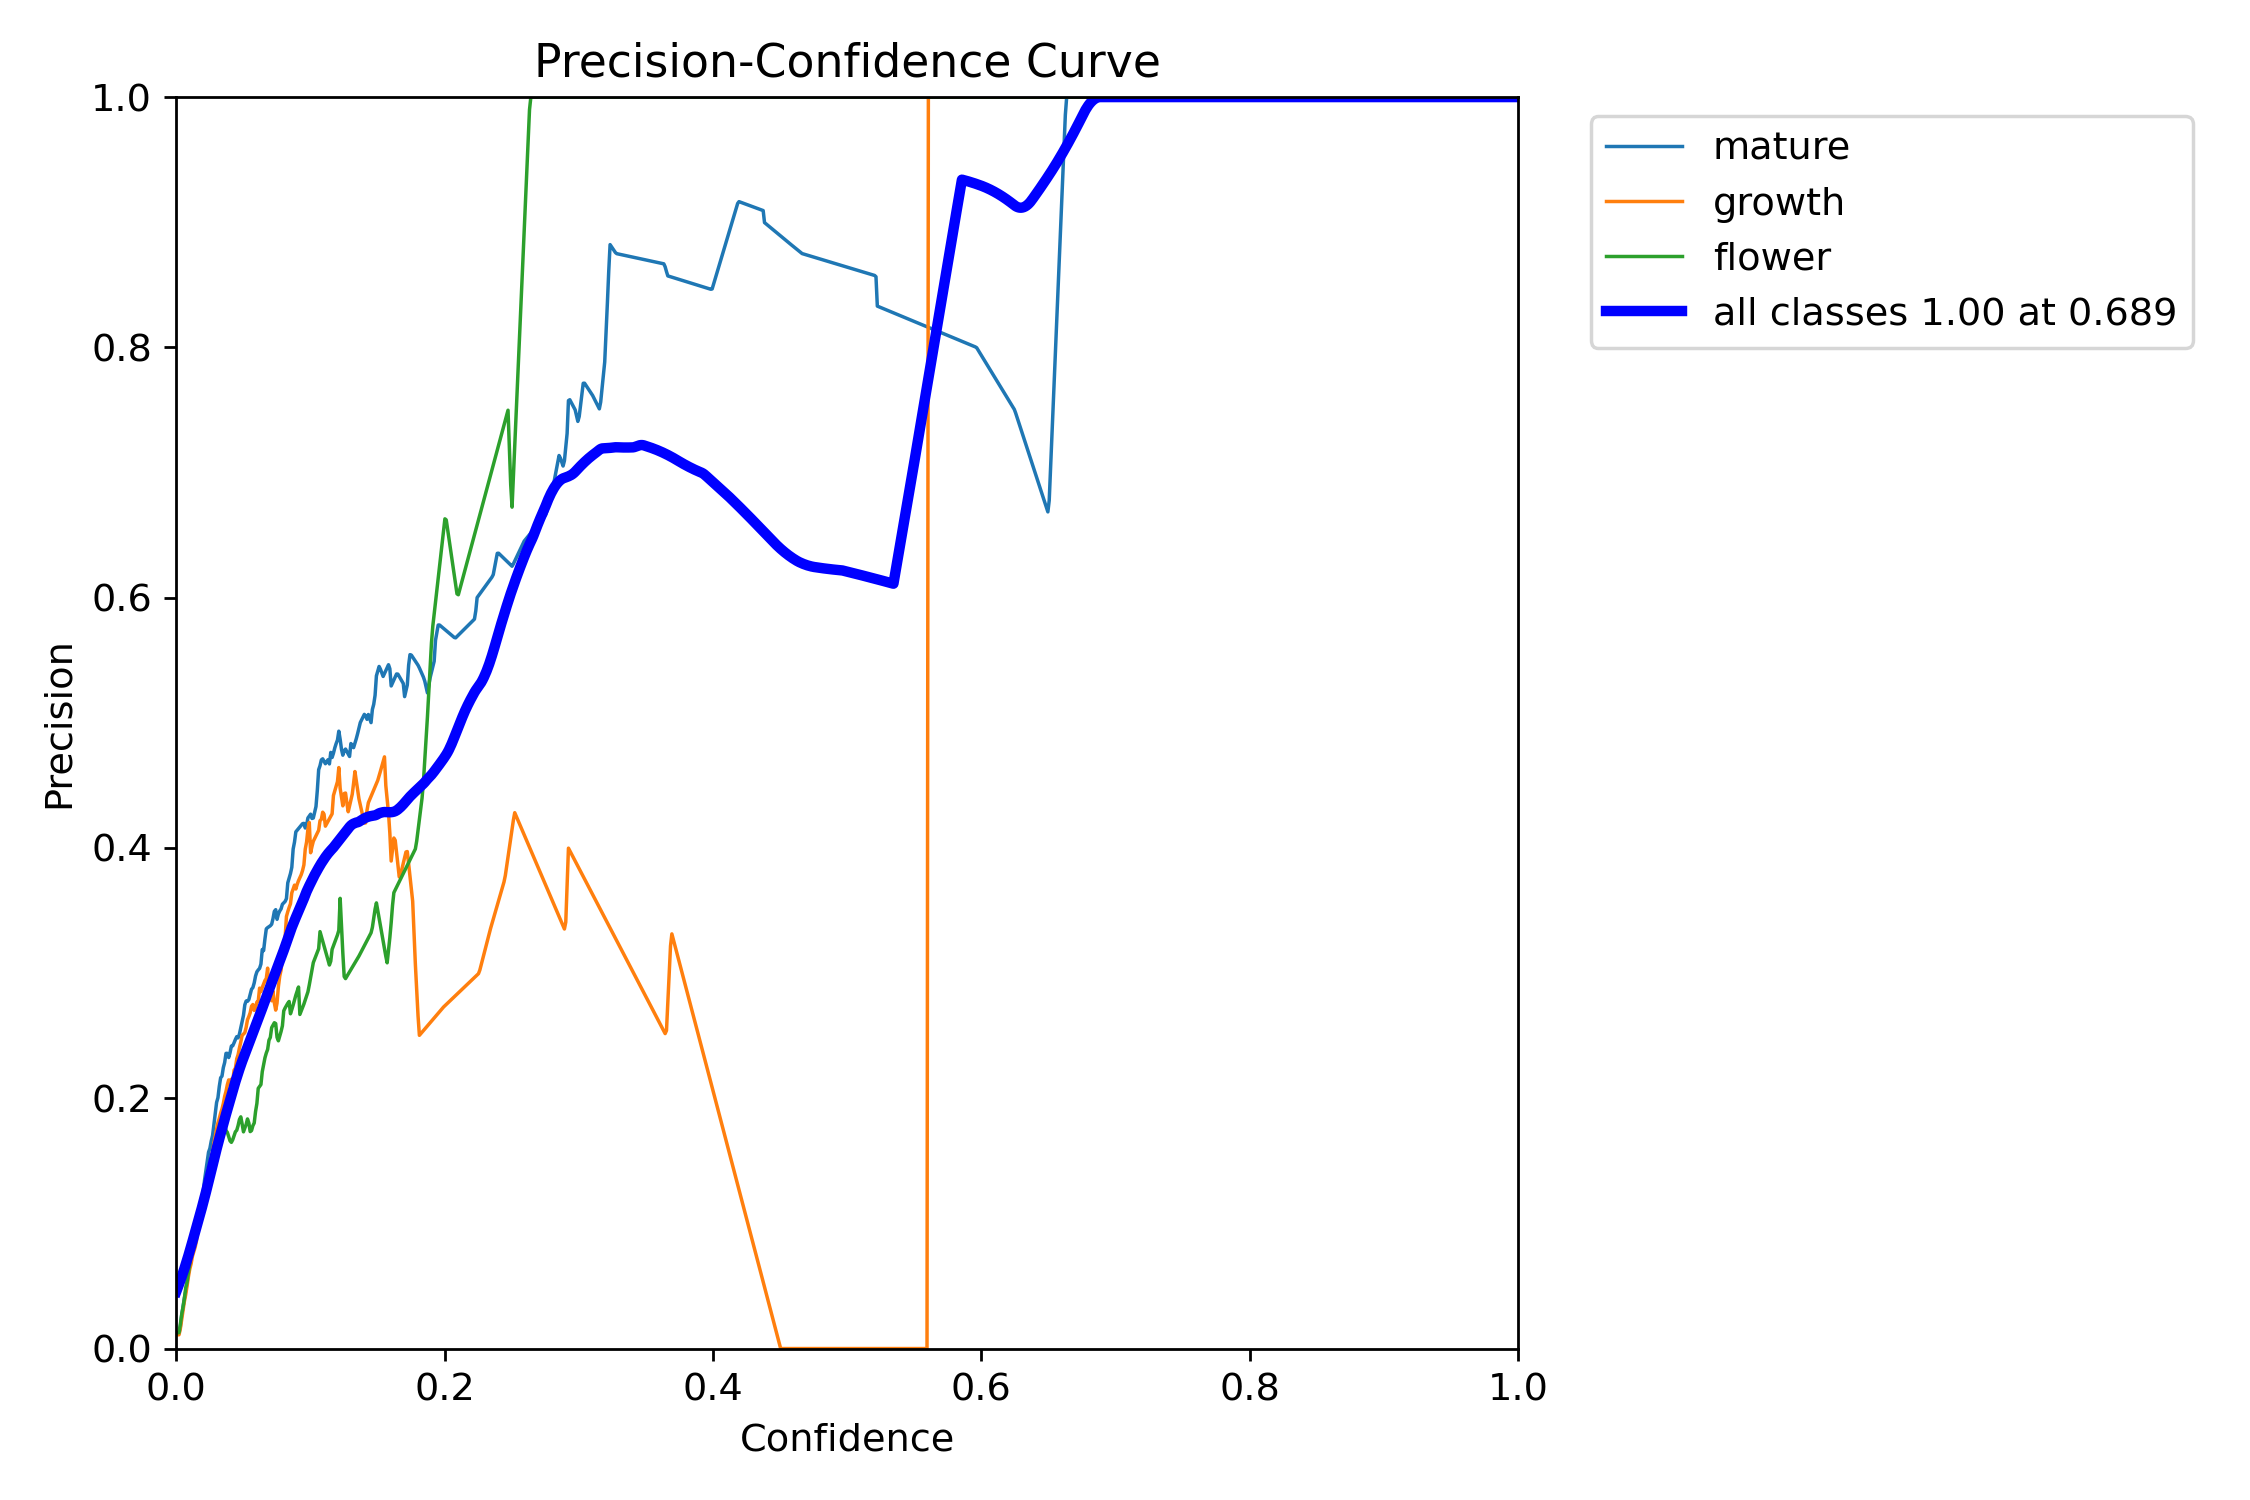 Precision-Confidence Curve
1.0
0.8
0.6
0.4
0.2
0.0
Precision
0.0 0.2 0.4 0.6 0.8 1.0
Confidence
mature
growth
flower
all classes 1.00 at 0.689